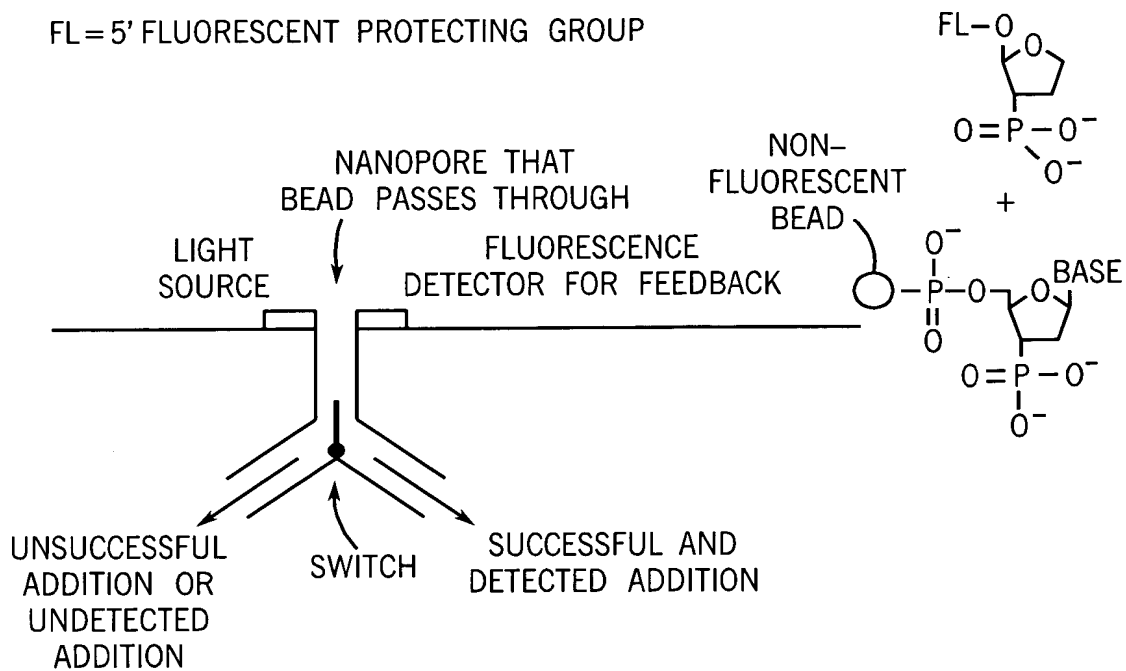 FL=5' FLUORESCENT PROTECTING GROUP
FL-O
O
O=P-O-
O-
+
NANOPORE THAT
BEAD PASSES THROUGH
NON-
FLUORESCENT
BEAD
LIGHT
SOURCE
FLUORESCENCE
DETECTOR FOR FEEDBACK
O-
P-O
O
O
BASE
O=P-O-
O-
UNSUCCESSFUL
ADDITION OR
UNDETECTED
ADDITION
SWITCH
SUCCESSFUL AND
DETECTED ADDITION